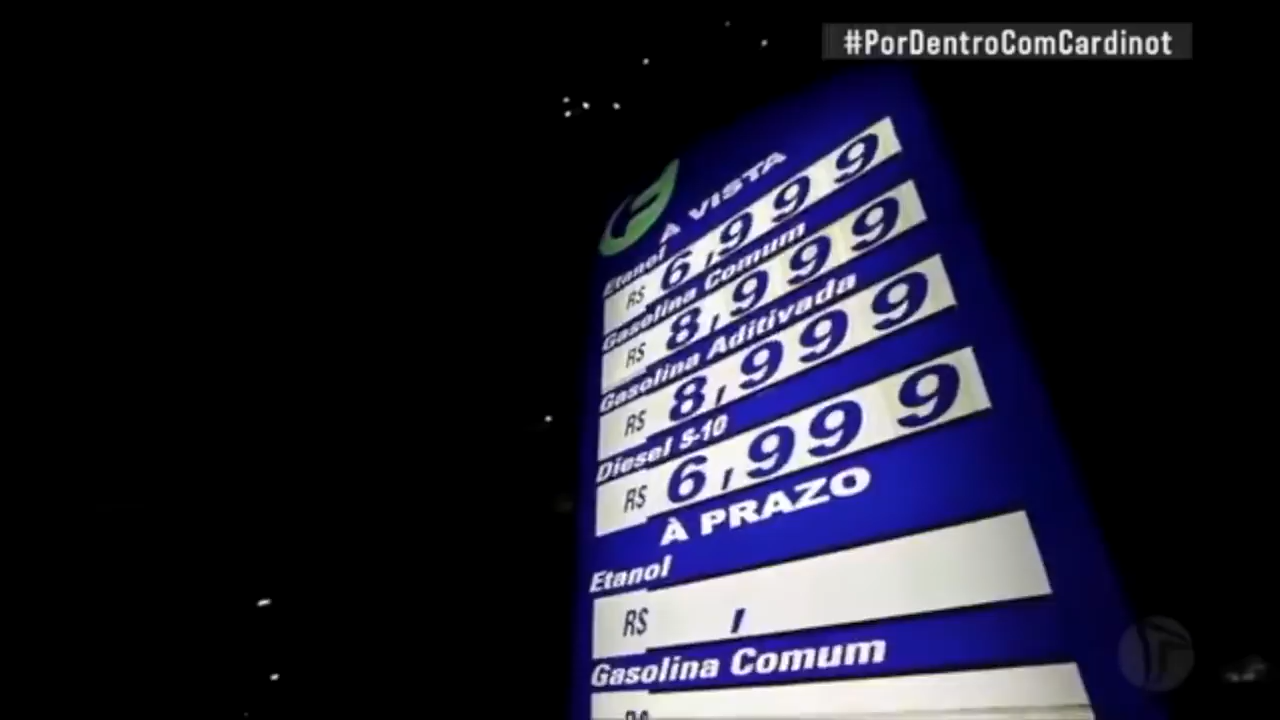 #PorDentroComCardinot
À VISTA
Etanol
R$ 6,999
Gasolina Comum
R$ 8,999
Gasolina Aditivada
R$ 8,999
Diesel S-10
R$ 6,999
À PRAZO
Etanol
R$ ,
Gasolina Comum
R$